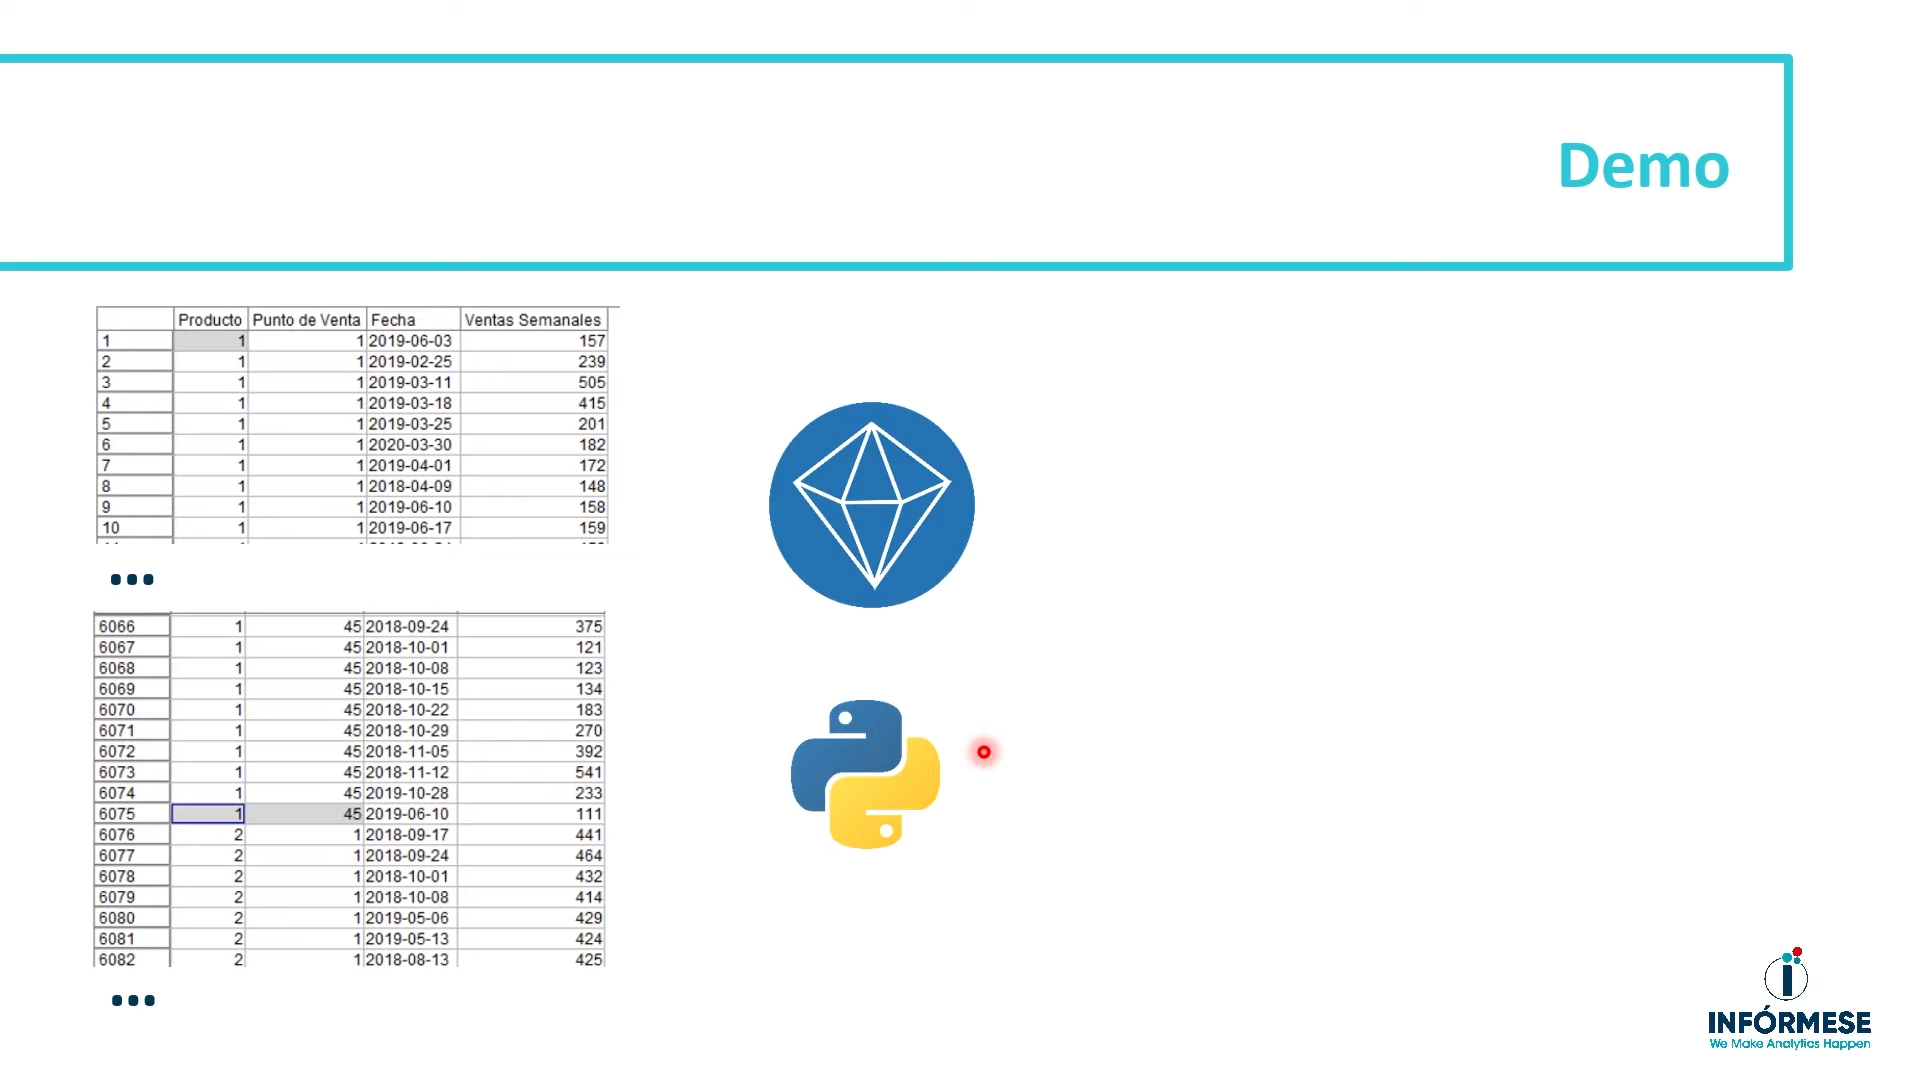 Demo
Producto Punto de Venta Fecha Ventas Semanales
1 1 1 2019-06-03 157
2 1 1 2019-02-25 239
3 1 1 2019-03-11 505
4 1 1 2019-03-18 415
5 1 1 2019-03-25 201
6 1 1 2020-03-30 182
7 1 1 2019-04-01 172
8 1 1 2018-04-09 148
9 1 1 2019-06-10 158
10 1 1 2019-06-17 159
...
6066 1 45 2018-09-24 375
6067 1 45 2018-10-01 121
6068 1 45 2018-10-08 123
6069 1 45 2018-10-15 134
6070 1 45 2018-10-22 183
6071 1 45 2018-10-29 270
6072 1 45 2018-11-05 392
6073 1 45 2018-11-12 541
6074 1 45 2019-10-28 233
6075 1 45 2019-06-10 111
6076 2 1 2018-09-17 441
6077 2 1 2018-09-24 464
6078 2 1 2018-10-01 432
6079 2 1 2018-10-08 414
6080 2 1 2019-05-06 429
6081 2 1 2019-05-13 424
6082 2 1 2018-08-13 425
...
INFÓRMESE
We Make Analytics Happen